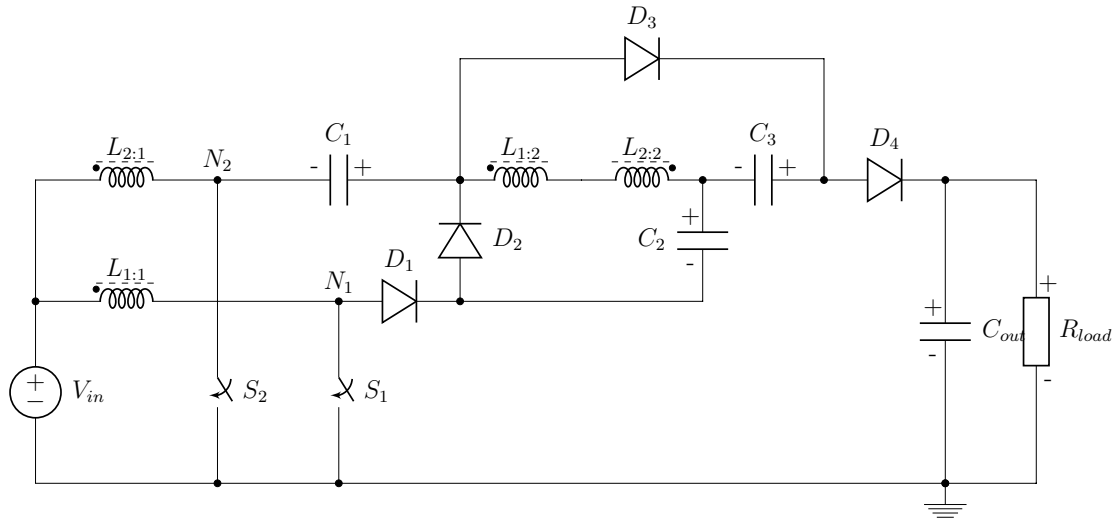 D3
L2:1 N2 - C1 + L1:2 L2:2 - C3 + D4
+
D2 C2
-
L1:1 N1 D1
+ Cout - + Rload -
+ − Vin S2 S1